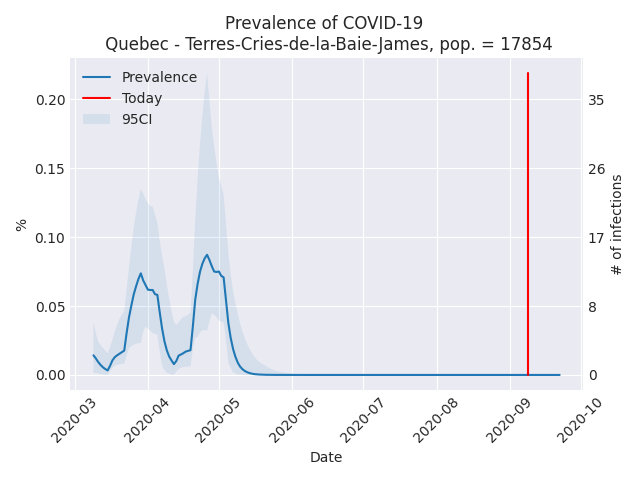 Prevalence of COVID-19
Quebec - Terres-Cries-de-la-Baie-James, pop. = 17854
Prevalence
Today
95CI
0.20
0.15
0.10
0.05
0.00
%
35
26
17
8
0
# of infections
2020-03
2020-04
2020-05
2020-06
2020-07
2020-08
2020-09
2020-10
Date